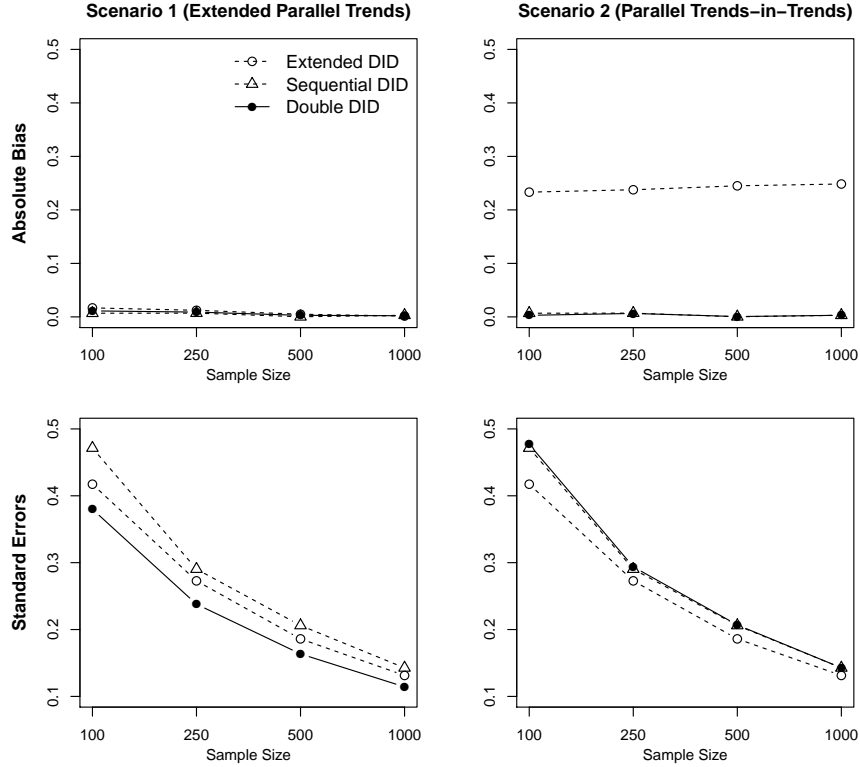 Scenario 1 (Extended Parallel Trends)
Scenario 2 (Parallel Trends−in−Trends)
Absolute Bias
0.5
0.4
0.3
0.2
0.1
0.0
Extended DID
Sequential DID
Double DID
100 250 500 1000
Sample Size
0.5
0.4
0.3
0.2
0.1
0.0
100 250 500 1000
Sample Size
Standard Errors
0.5
0.4
0.3
0.2
0.1
100 250 500 1000
Sample Size
0.5
0.4
0.3
0.2
0.1
100 250 500 1000
Sample Size